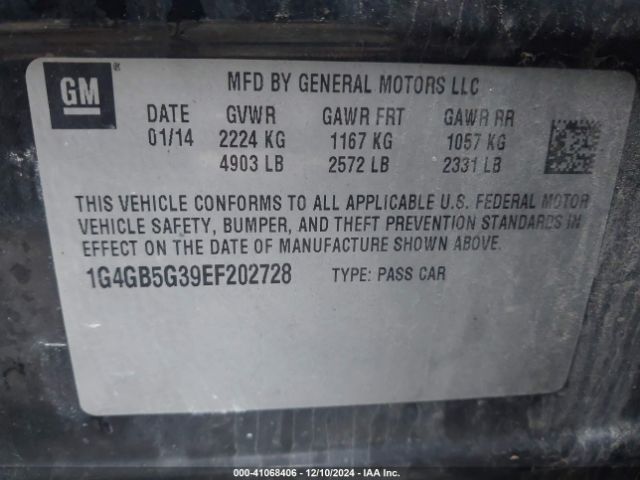 GM®
MFD BY GENERAL MOTORS LLC
DATE GVWR GAWR FRT GAWR RR
01/14 2224 KG 1167 KG 1057 KG
4903 LB 2572 LB 2331 LB
THIS VEHICLE CONFORMS TO ALL APPLICABLE U.S. FEDERAL MOTOR
VEHICLE SAFETY, BUMPER, AND THEFT PREVENTION STANDARDS IN
EFFECT ON THE DATE OF MANUFACTURE SHOWN ABOVE.
1G4GB5G39EF202728 TYPE: PASS CAR
000-41068406 • 12/10/2024 • IAA Inc.